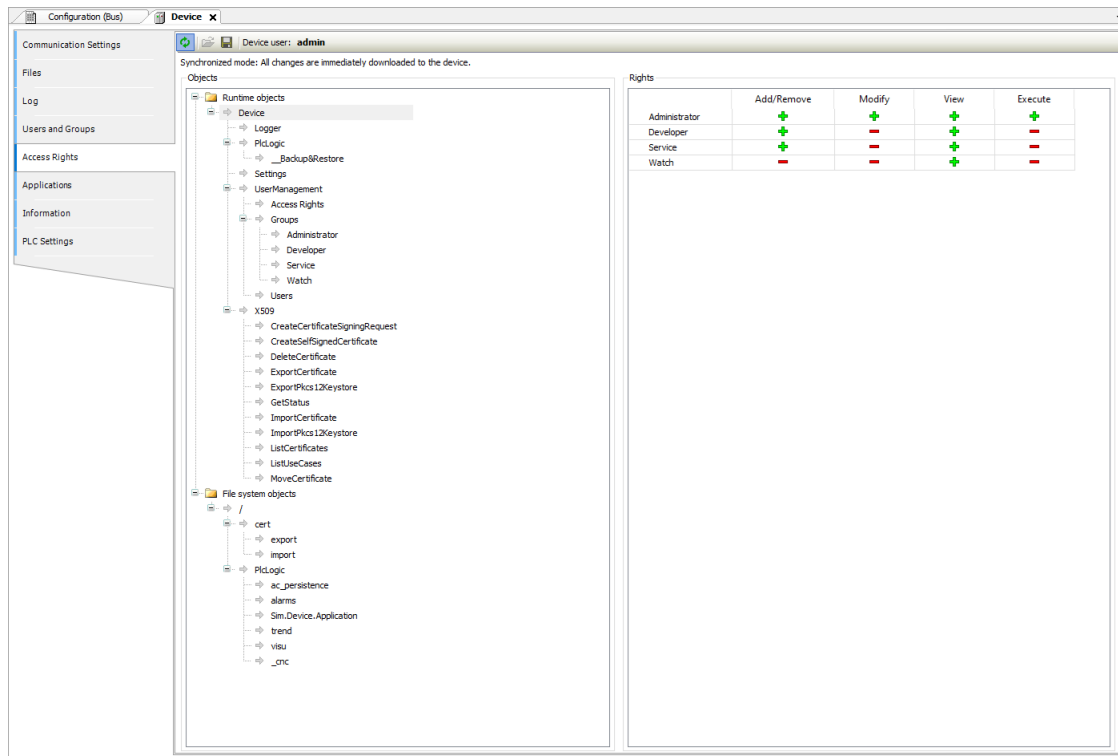 Configuration (Bus) Device
Communication Settings
Files
Log
Users and Groups
Access Rights
Applications
Information
PLC Settings
Device user: admin
Synchronized mode: All changes are immediately downloaded to the device.
Objects
Runtime objects
Device
Logger
PlcLogic
__Backup&Restore
Settings
UserManagement
Access Rights
Groups
Administrator
Developer
Service
Watch
Users
X509
CreateCertificateSigningRequest
CreateSelfSignedCertificate
DeleteCertificate
ExportCertificate
ExportPkcs12Keystore
GetStatus
ImportCertificate
ImportPkcs12Keystore
ListCertificates
ListUseCases
MoveCertificate
File system objects
/
cert
export
import
PlcLogic
ac_persistence
alarms
Sim.Device.Application
trend
visu
_cnc
Rights
Add/Remove Modify View Execute
Administrator
Developer
Service
Watch